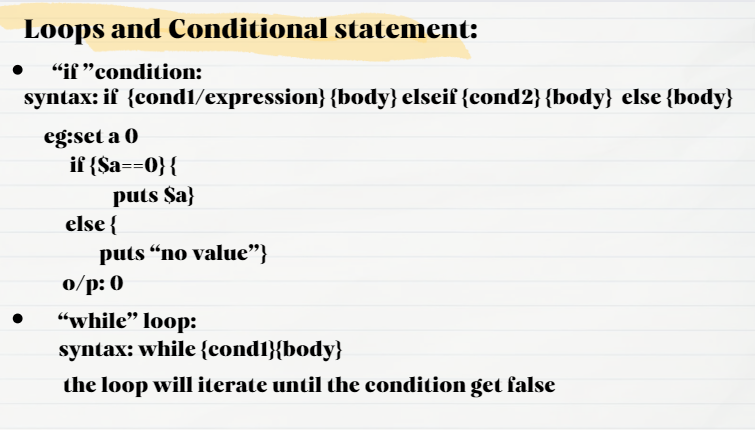 Loops and Conditional statement:
• “if ”condition:
syntax: if {cond1/expression} {body} elseif {cond2} {body} else {body}
eg:set a 0
if {$a==0} {
puts $a}
else {
puts “no value”}
o/p: 0
• “while” loop:
syntax: while {cond1}{body}
the loop will iterate until the condition get false